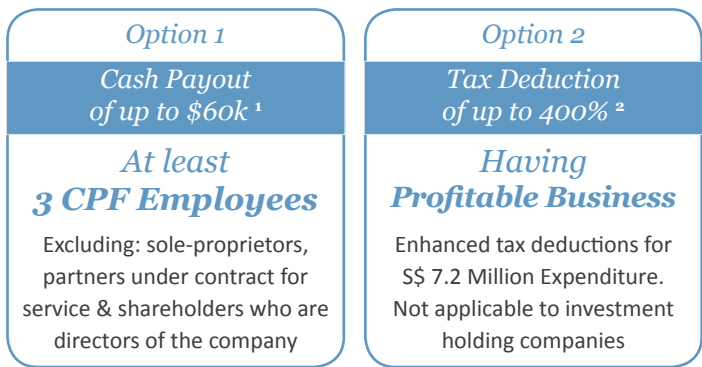 Option 1
Cash Payout
of up to $60k ¹
At least
3 CPF Employees
Excluding: sole-proprietors,
partners under contract for
service & shareholders who are
directors of the company
Option 2
Tax Deduction
of up to 400% ²
Having
Profitable Business
Enhanced tax deductions for
S$ 7.2 Million Expenditure.
Not applicable to investment
holding companies